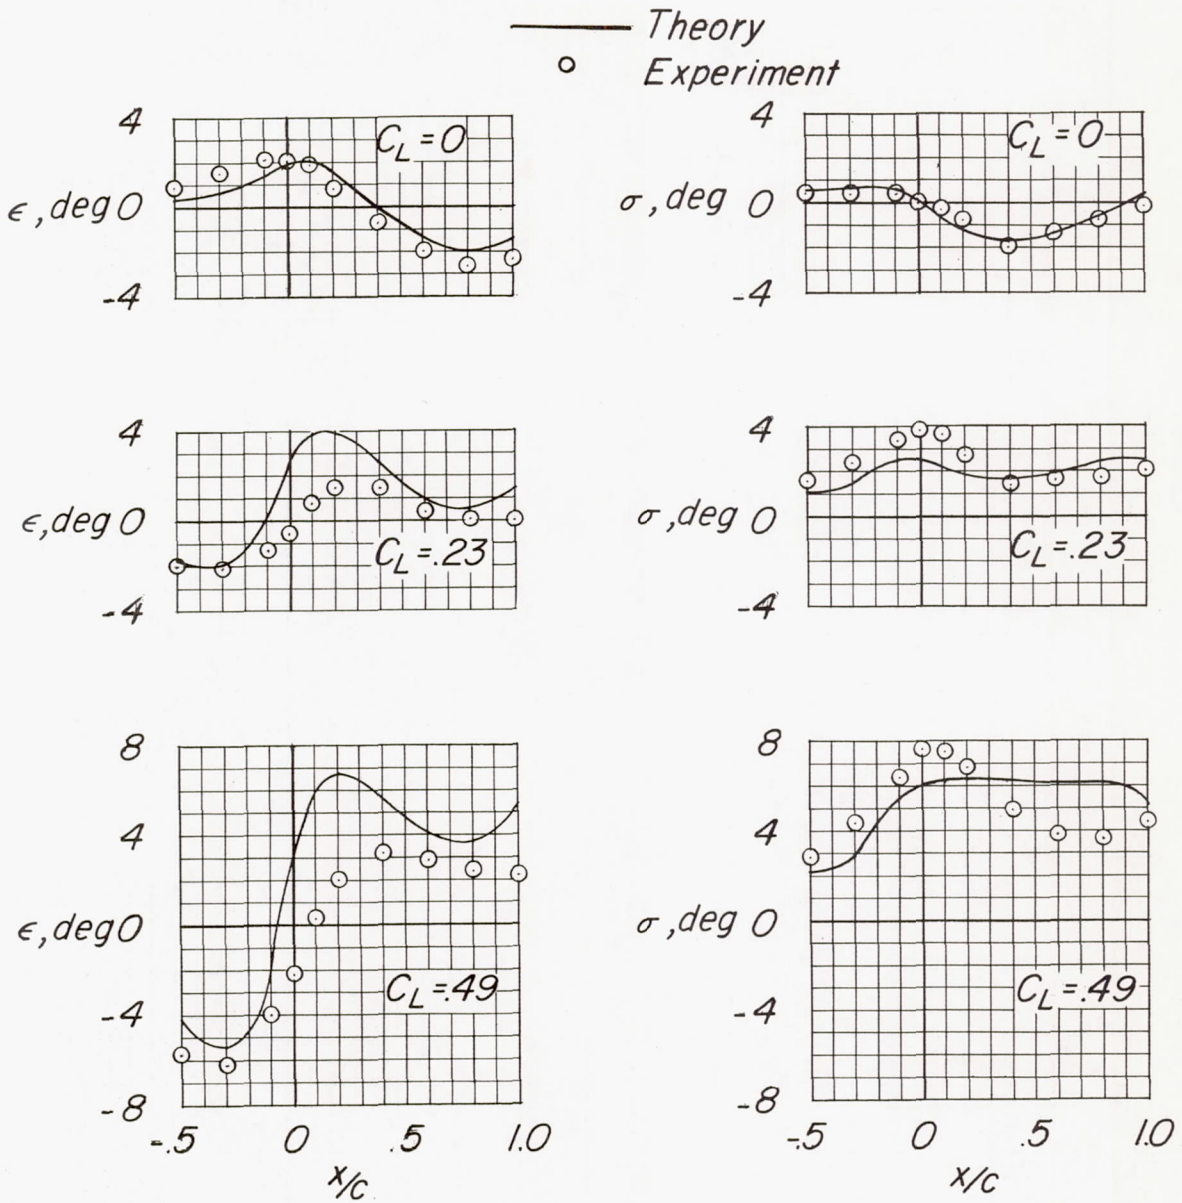 Theory
Experiment
4
C_L = 0
ϵ, deg 0
-4
4
C_L = 0
σ, deg 0
-4
4
ϵ, deg 0
C_L = .23
-4
4
σ, deg 0
C_L = .23
-4
8
4
ϵ, deg 0
C_L = .49
-4
-8
-.5 0 .5 1.0
x/c
8
4
σ, deg 0
C_L = .49
-4
-8
-.5 0 .5 1.0
x/c